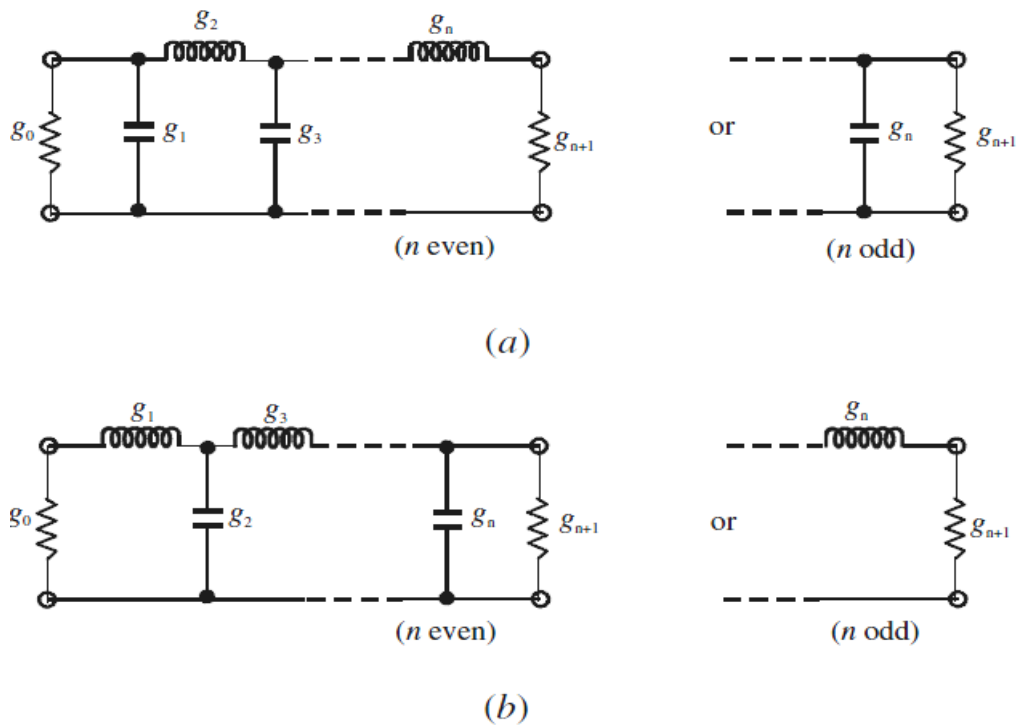 g₂ gₙ
g₀ g₁ g₃ gₙ₊₁ or gₙ gₙ₊₁
(n even) (n odd)
(a)
g₁ g₃ gₙ
g₀ g₂ gₙ gₙ₊₁ or gₙ₊₁
(n even) (n odd)
(b)